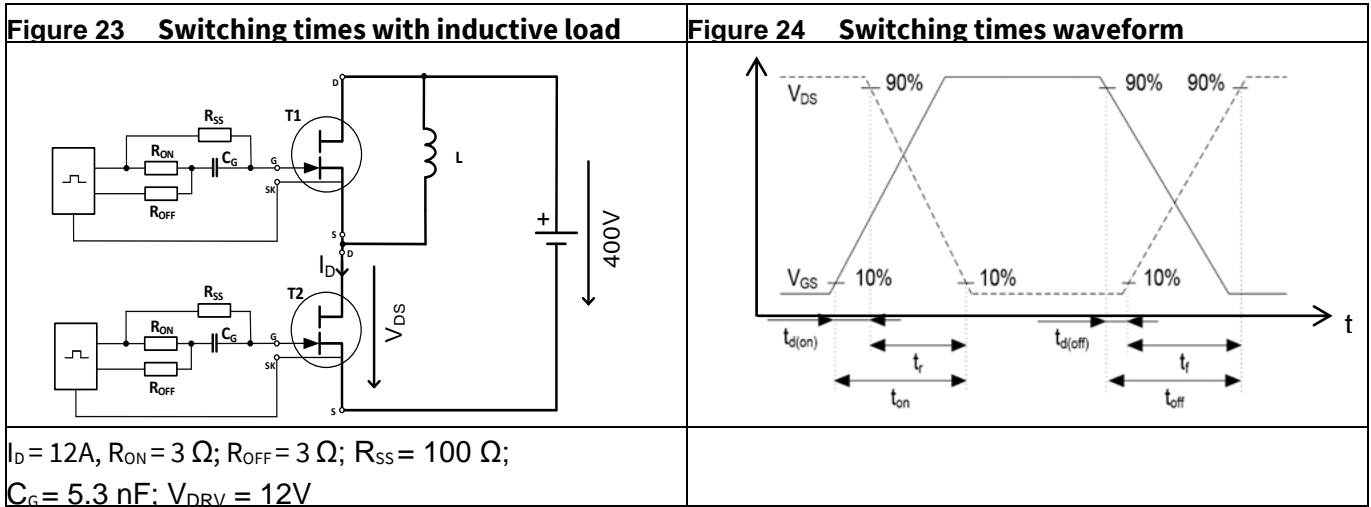 Figure 23 Switching times with inductive load
D
T1
RSS
RON
CG
G
SK
ROFF
L
S
D
+
400V
ID
VDS
T2
RSS
RON
CG
G
SK
ROFF
S
ID = 12A, RON = 3 Ω; ROFF = 3 Ω; RSS = 100 Ω;
CG = 5.3 nF; VDRV = 12V
Figure 24 Switching times waveform
VDS
90%
90%
90%
VGS
10%
10%
10%
t
td(on)
tr
ton
td(off)
tf
toff